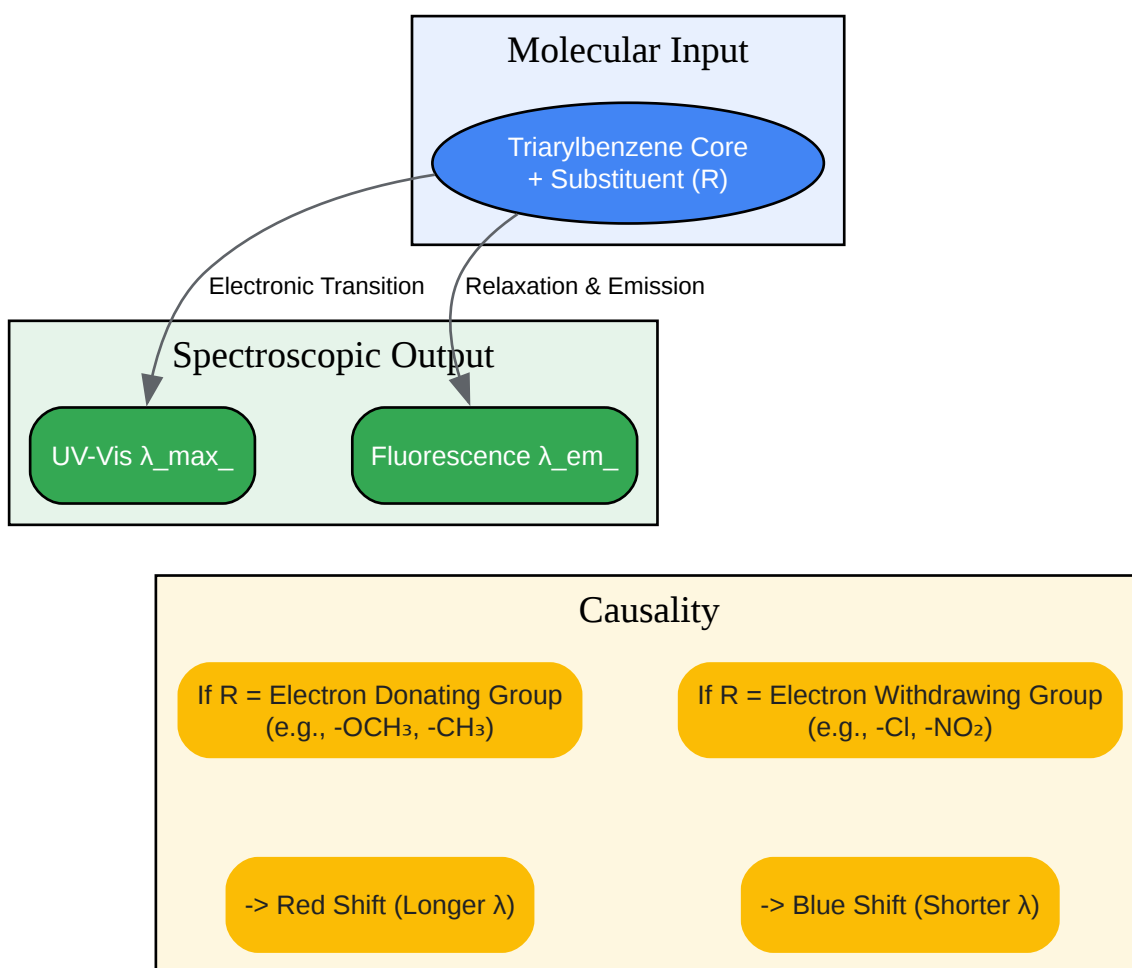 Molecular Input
Triarylbenzene Core
+ Substituent (R)
Electronic Transition
Relaxation & Emission
Spectroscopic Output
UV-Vis λ_max_
Fluorescence λ_em_
Causality
If R = Electron Donating Group
(e.g., -OCH₃, -CH₃)
If R = Electron Withdrawing Group
(e.g., -Cl, -NO₂)
-> Red Shift (Longer λ)
-> Blue Shift (Shorter λ)